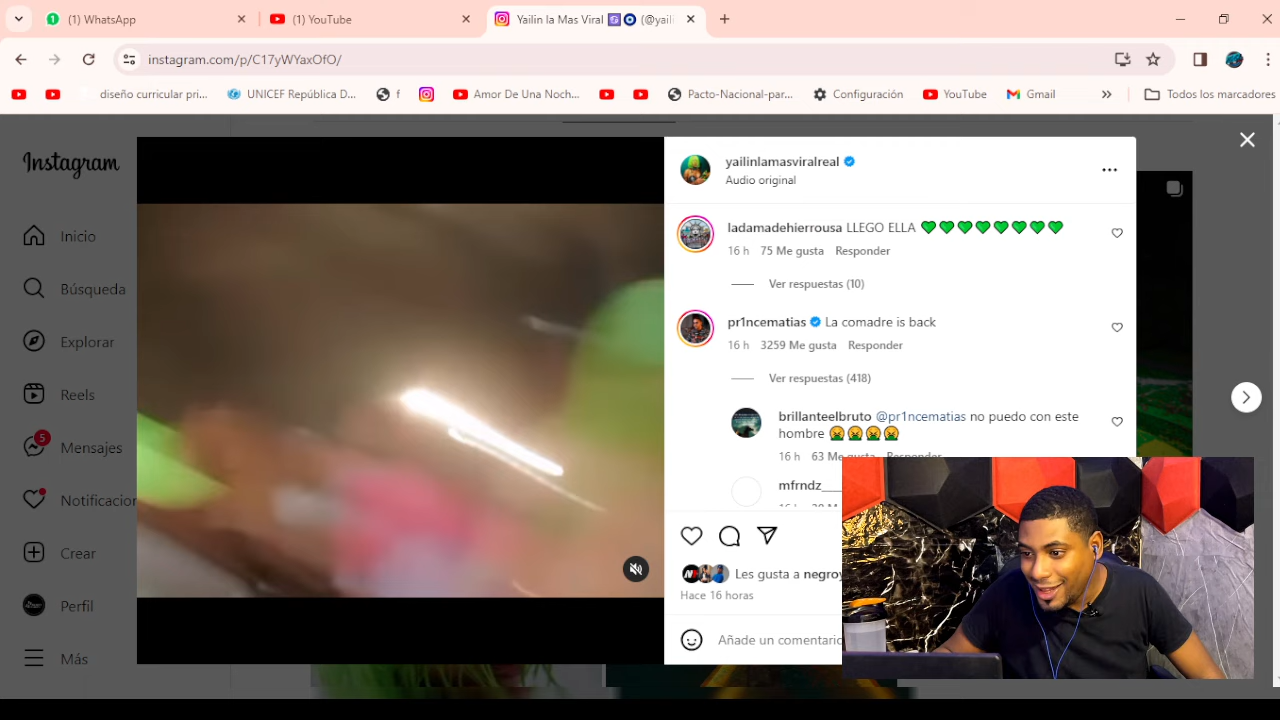 (1) WhatsApp
(1) YouTube
Yailin la Mas Viral (@yaili
instagram.com/p/C17yWYaxOfO/
diseño curricular pri...
UNICEF República D...
f
Amor De Una Noch...
Pacto-Nacional-par...
Configuración
YouTube
Gmail
Todos los marcadores
Instagram
Inicio
Búsqueda
Explorar
Reels
5
Mensajes
Notificacion
Crear
Perfil
Más
yailinlamasviralreal
Audio original
ladamadehierrousa LLEGO ELLA 💚💚💚💚💚💚💚💚
16 h 75 Me gusta Responder
Ver respuestas (10)
pr1ncematias La comadre is back
16 h 3259 Me gusta Responder
Ver respuestas (418)
brillanteelbruto @pr1ncematias no puedo con este
hombre 🤮🤮🤮🤮
16 h 63 Me gusta Responder
mfrndz__
Les gusta a negroy
Hace 16 horas
Añade un comentario